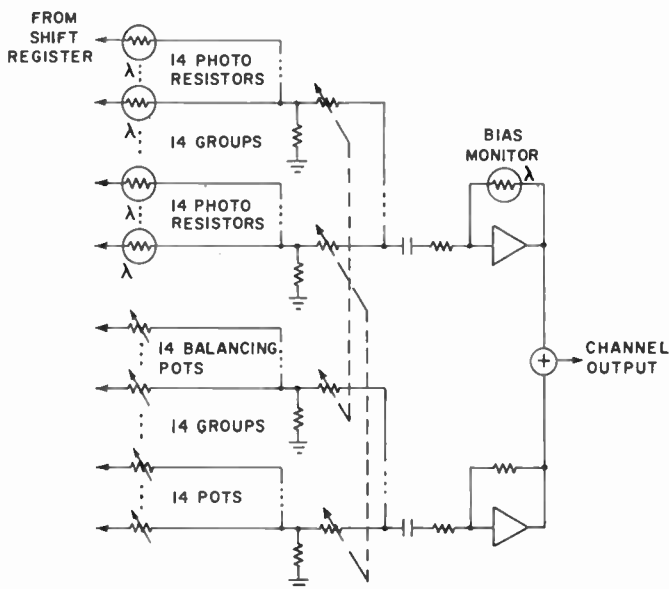 FROM
SHIFT
REGISTER
λ
14 PHOTO
RESISTORS
λ
14 GROUPS
λ
14 PHOTO
RESISTORS
λ
BIAS
MONITOR
λ
14 BALANCING
POTS
14 GROUPS
14 POTS
+
CHANNEL
OUTPUT